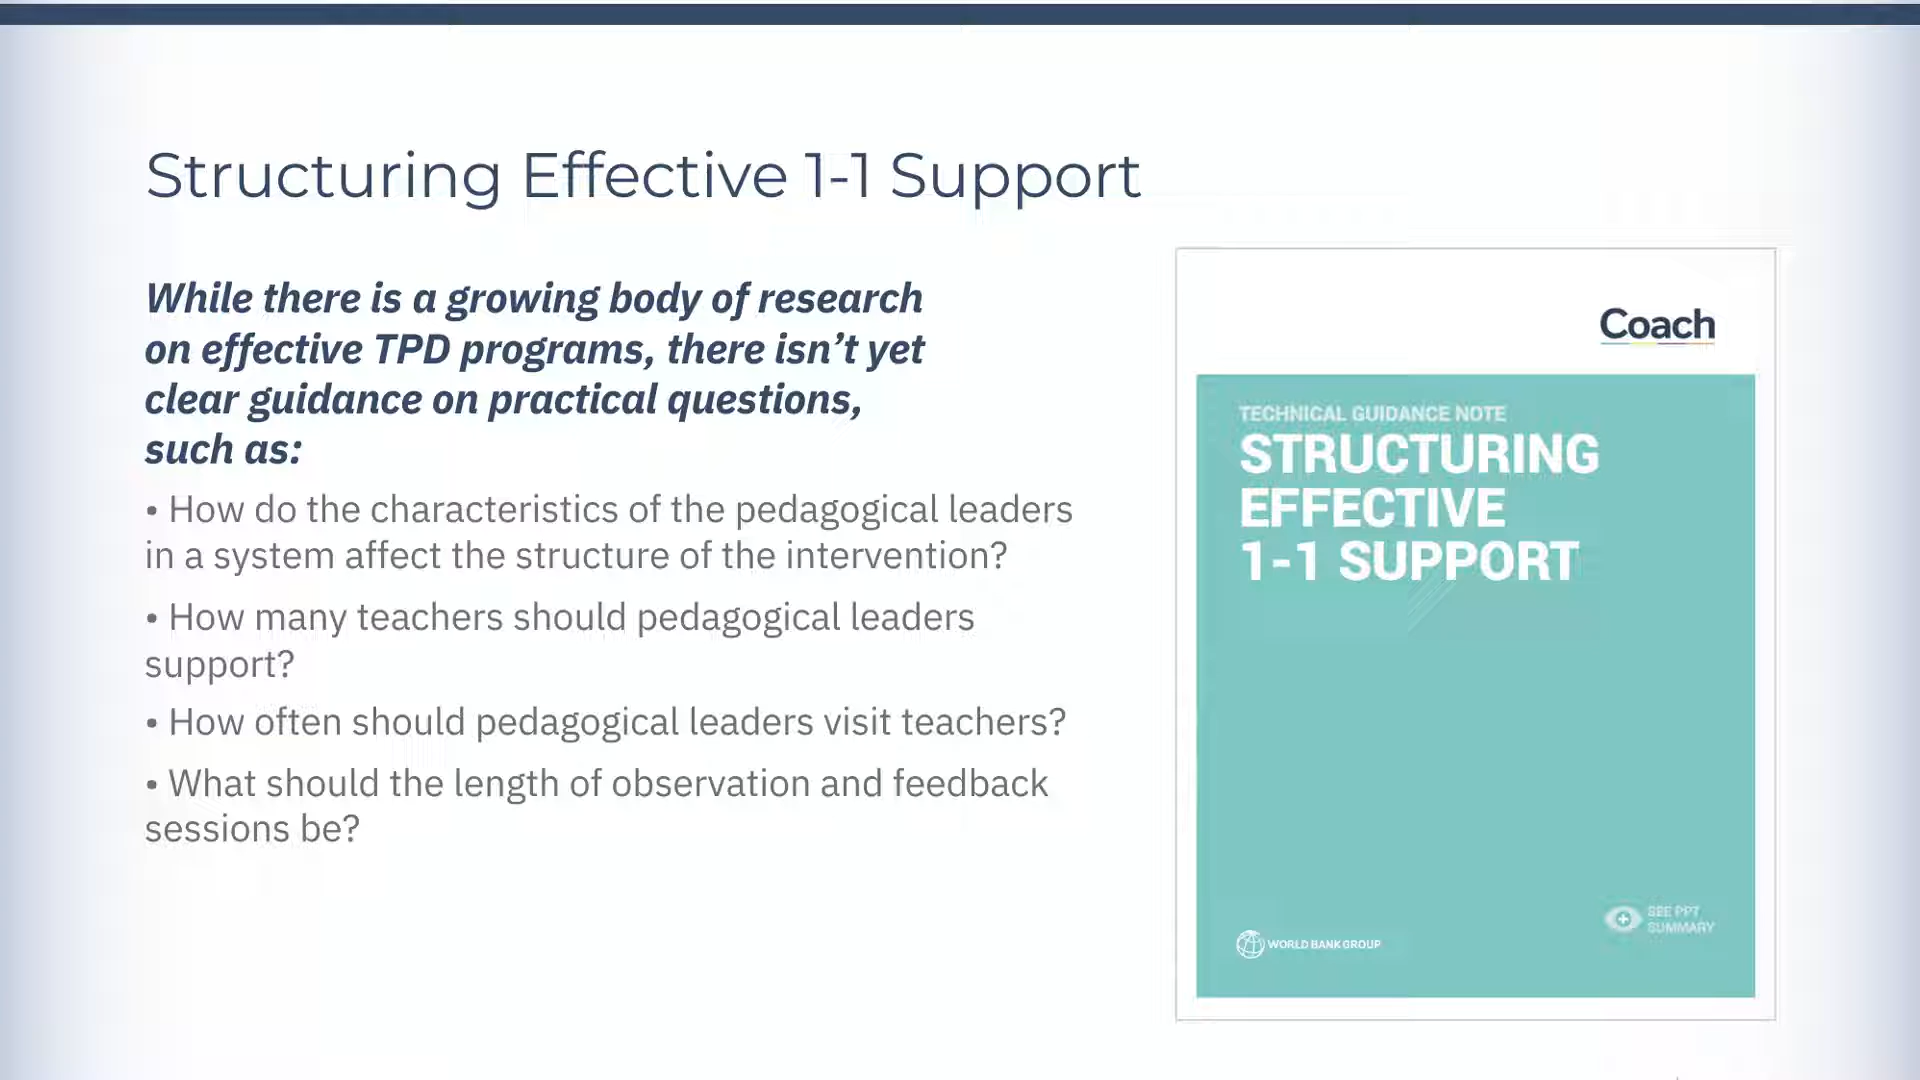 Structuring Effective 1-1 Support
While there is a growing body of research
on effective TPD programs, there isn’t yet
clear guidance on practical questions,
such as:
• How do the characteristics of the pedagogical leaders
in a system affect the structure of the intervention?
• How many teachers should pedagogical leaders
support?
• How often should pedagogical leaders visit teachers?
• What should the length of observation and feedback
sessions be?
Coach
TECHNICAL GUIDANCE NOTE
STRUCTURING
EFFECTIVE
1-1 SUPPORT
SEE PPT
SUMMARY
WORLD BANK GROUP